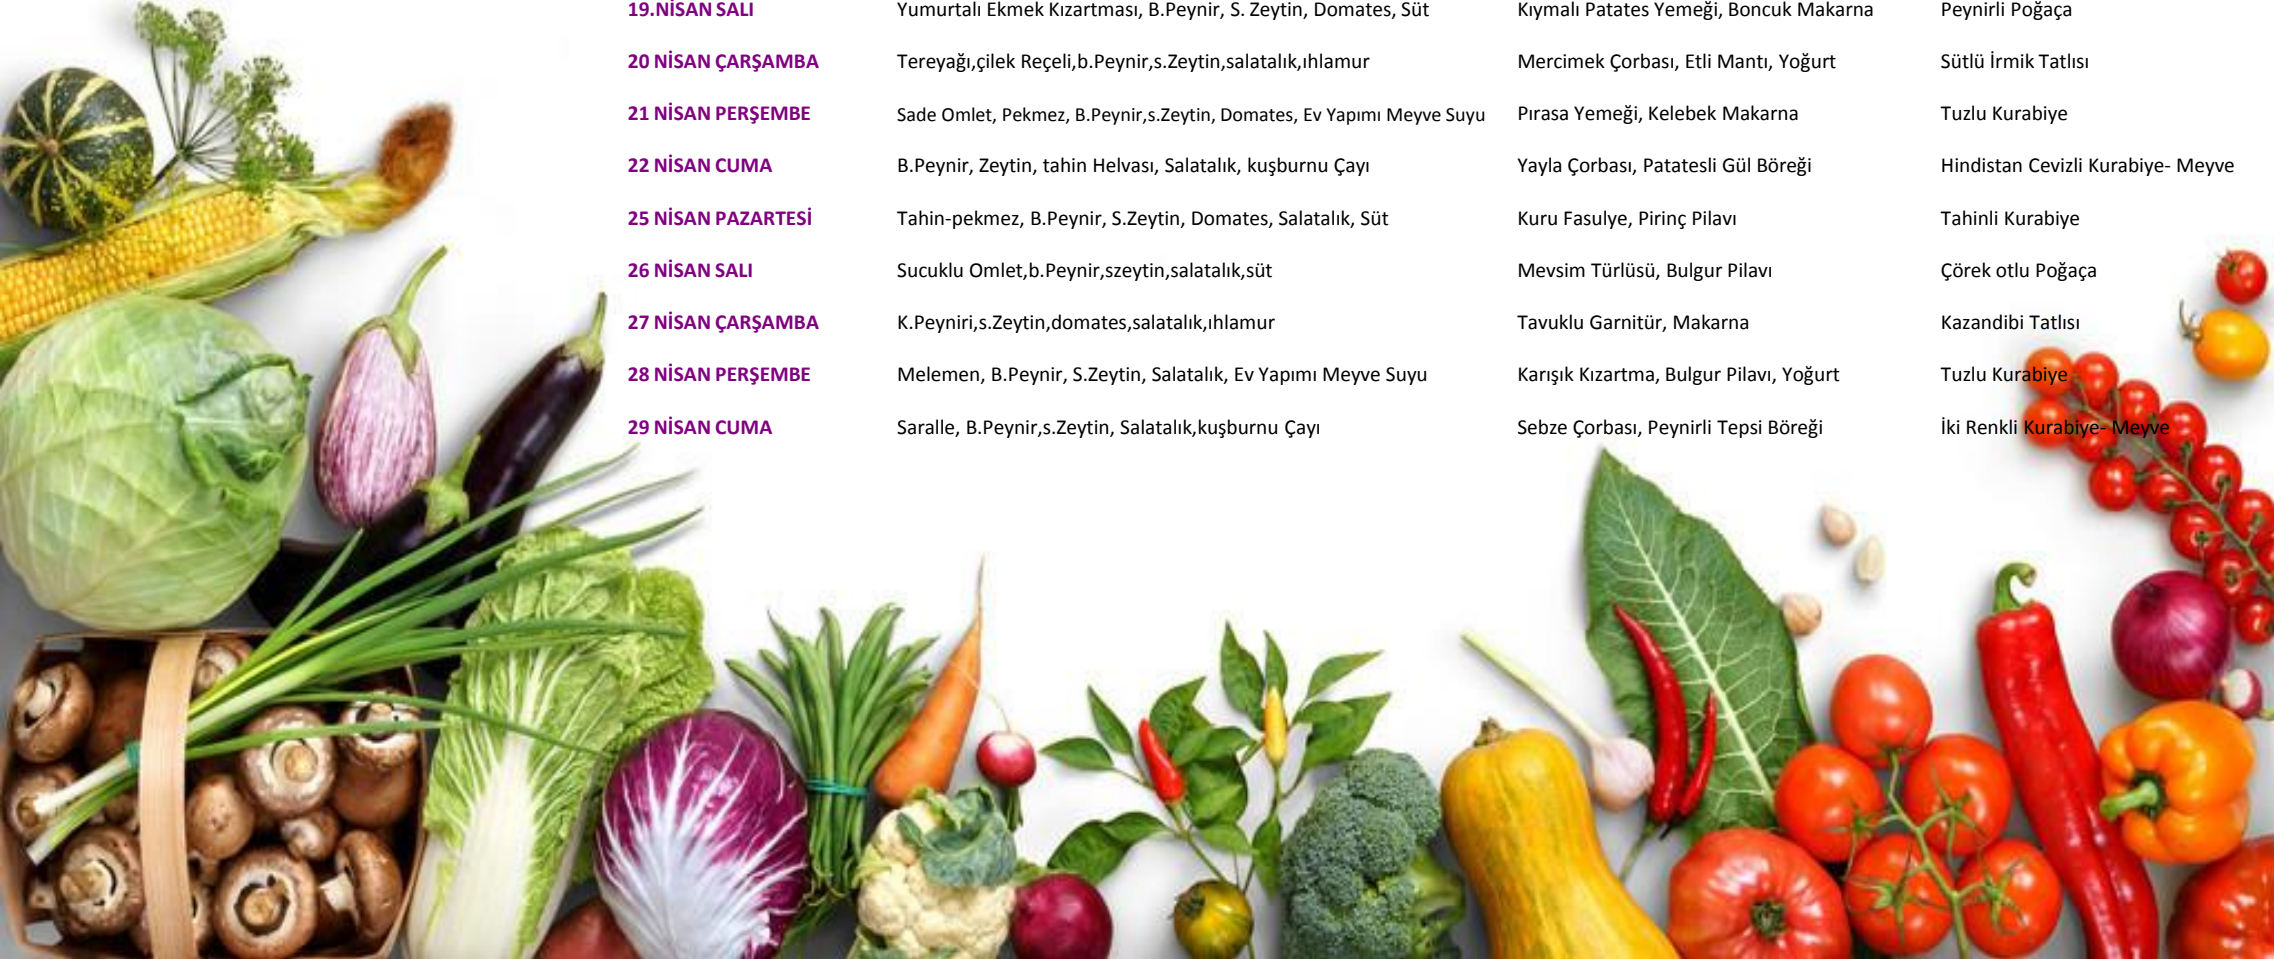 19.NİSAN SALI Yumurtalı Ekmek Kızartması, B.Peynir, S. Zeytin, Domates, Süt Kıymalı Patates Yemeği, Boncuk Makarna Peynirli Poğaça
20 NİSAN ÇARŞAMBA Tereyağı,çilek Reçeli,b.Peynir,s.Zeytin,salatalık,ıhlamur Mercimek Çorbası, Etli Mantı, Yoğurt Sütlü İrmik Tatlısı
21 NİSAN PERŞEMBE Sade Omlet, Pekmez, B.Peynir,s.Zeytin, Domates, Ev Yapımı Meyve Suyu Pırasa Yemeği, Kelebek Makarna Tuzlu Kurabiye
22 NİSAN CUMA B.Peynir, Zeytin, tahin Helvası, Salatalık, kuşburnu Çayı Yayla Çorbası, Patatesli Gül Böreği Hindistan Cevizli Kurabiye- Meyve
25 NİSAN PAZARTESİ Tahin-pekmez, B.Peynir, S.Zeytin, Domates, Salatalık, Süt Kuru Fasulye, Pirinç Pilavı Tahinli Kurabiye
26 NİSAN SALI Sucuklu Omlet,b.Peynir,szeytin,salatalık,süt Mevsim Türlüsü, Bulgur Pilavı Çörek otlu Poğaça
27 NİSAN ÇARŞAMBA K.Peyniri,s.Zeytin,domates,salatalık,ıhlamur Tavuklu Garnitür, Makarna Kazandibi Tatlısı
28 NİSAN PERŞEMBE Melemen, B.Peynir, S.Zeytin, Salatalık, Ev Yapımı Meyve Suyu Karışık Kızartma, Bulgur Pilavı, Yoğurt Tuzlu Kurabiye
29 NİSAN CUMA Saralle, B.Peynir,s.Zeytin, Salatalık,kuşburnu Çayı Sebze Çorbası, Peynirli Tepsi Böreği İki Renkli Kurabiye- Meyve